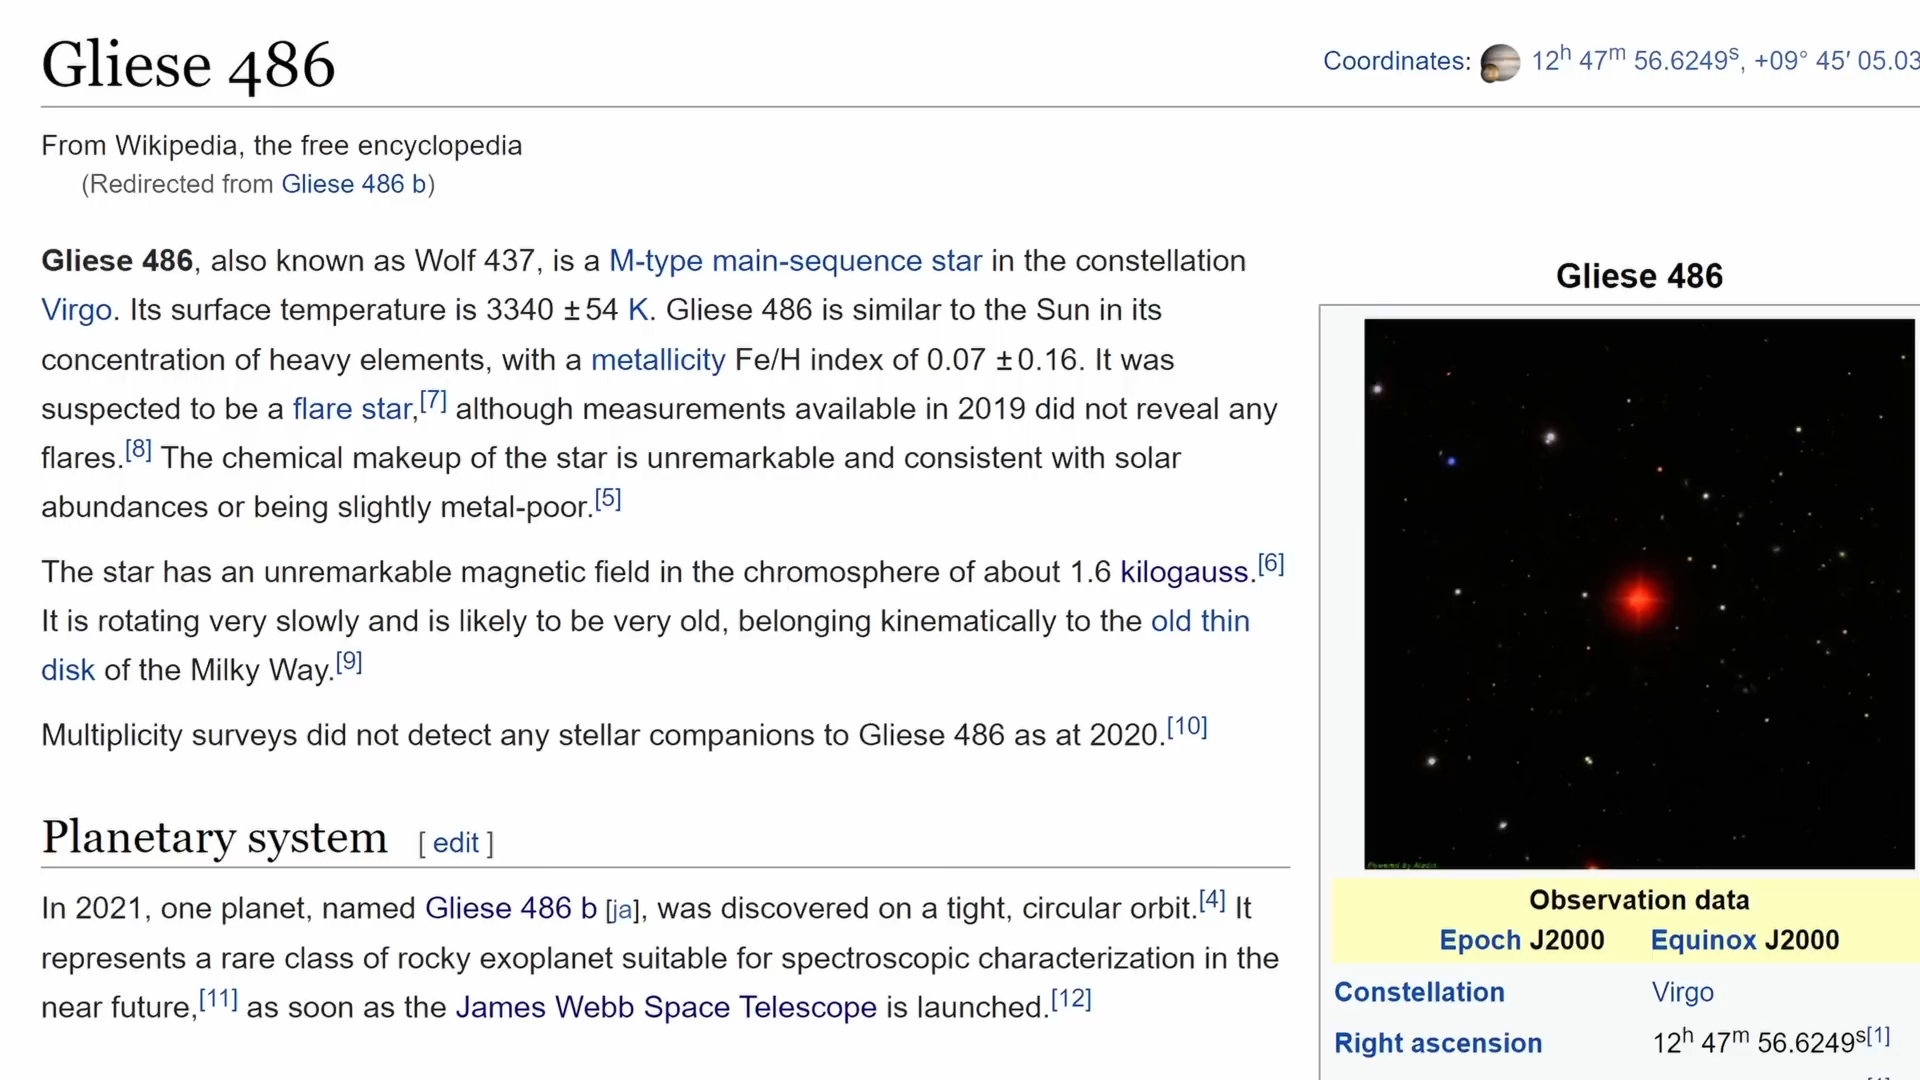 Gliese 486
Coordinates: 12h 47m 56.6249s, +09° 45′ 05.03
From Wikipedia, the free encyclopedia
(Redirected from Gliese 486 b)
Gliese 486, also known as Wolf 437, is a M-type main-sequence star in the constellation
Virgo. Its surface temperature is 3340 ±54 K. Gliese 486 is similar to the Sun in its
concentration of heavy elements, with a metallicity Fe/H index of 0.07 ±0.16. It was
suspected to be a flare star,[7] although measurements available in 2019 did not reveal any
flares.[8] The chemical makeup of the star is unremarkable and consistent with solar
abundances or being slightly metal-poor.[5]
The star has an unremarkable magnetic field in the chromosphere of about 1.6 kilogauss.[6]
It is rotating very slowly and is likely to be very old, belonging kinematically to the old thin
disk of the Milky Way.[9]
Multiplicity surveys did not detect any stellar companions to Gliese 486 as at 2020.[10]
Planetary system [ edit ]
In 2021, one planet, named Gliese 486 b [ja], was discovered on a tight, circular orbit.[4] It
represents a rare class of rocky exoplanet suitable for spectroscopic characterization in the
near future,[11] as soon as the James Webb Space Telescope is launched.[12]
Gliese 486
Powered by Aladin
Observation data
Epoch J2000 Equinox J2000
Constellation Virgo
Right ascension 12h 47m 56.6249s[1]